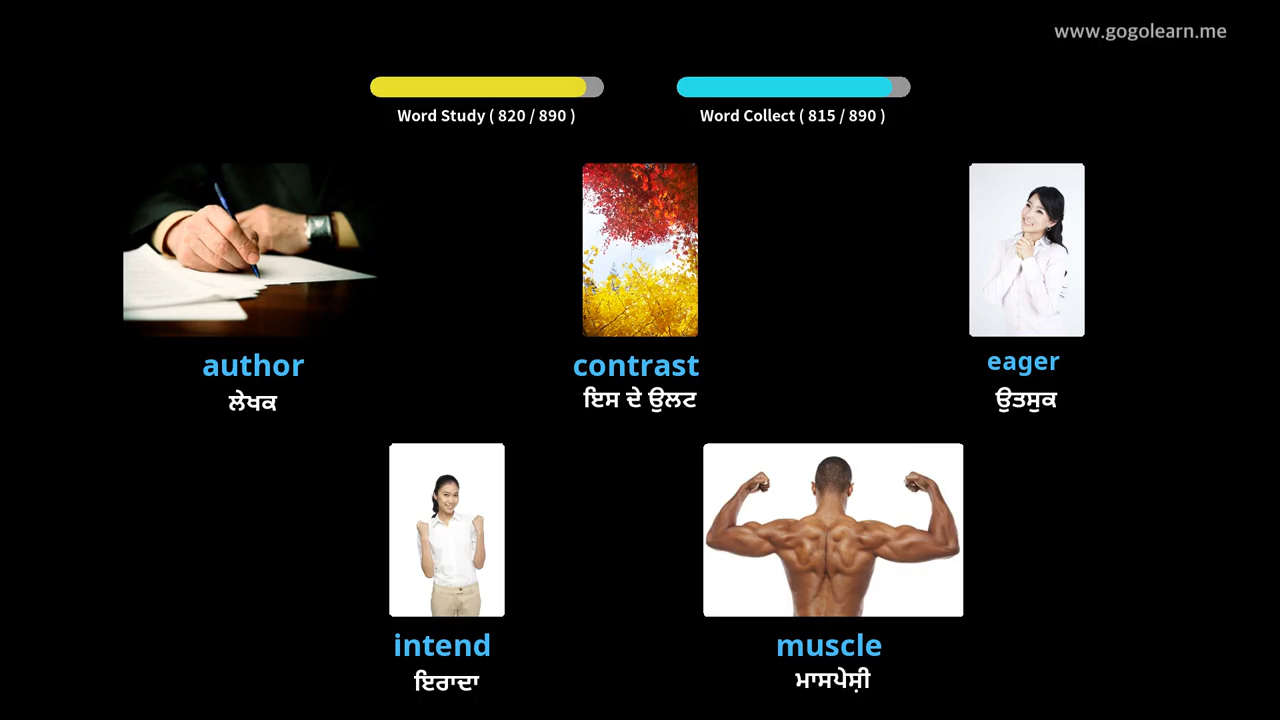 www.gogolearn.me
Word Study ( 820 / 890 )
Word Collect ( 815 / 890 )
author
ਲੇਖਕ
contrast
ਇਸ ਦੇ ਉਲਟ
eager
ਉਤਸੁਕ
intend
ਇਰਾਦਾ
muscle
ਮਾਸਪੇਸ਼ੀ